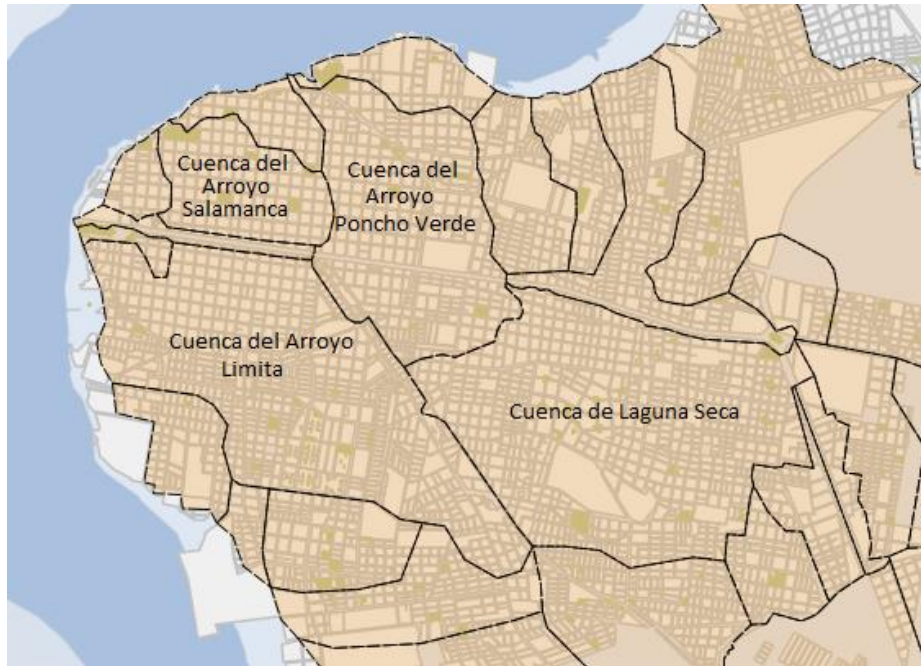 Cuenca del
Arroyo
Salamanca
Cuenca del
Arroyo
Poncho Verde
Cuenca del Arroyo
Limita
Cuenca de Laguna Seca